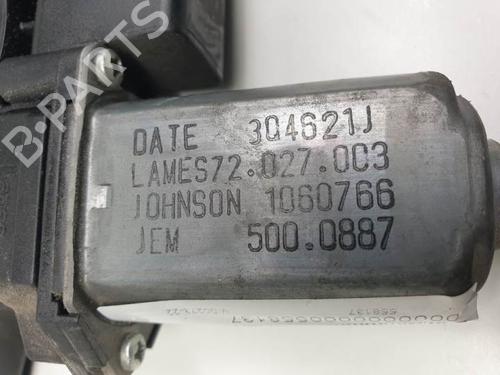 B-PARTS
DATE 304621J
LAMES72.027.003
JOHNSON 1060766
JEM 500.0887